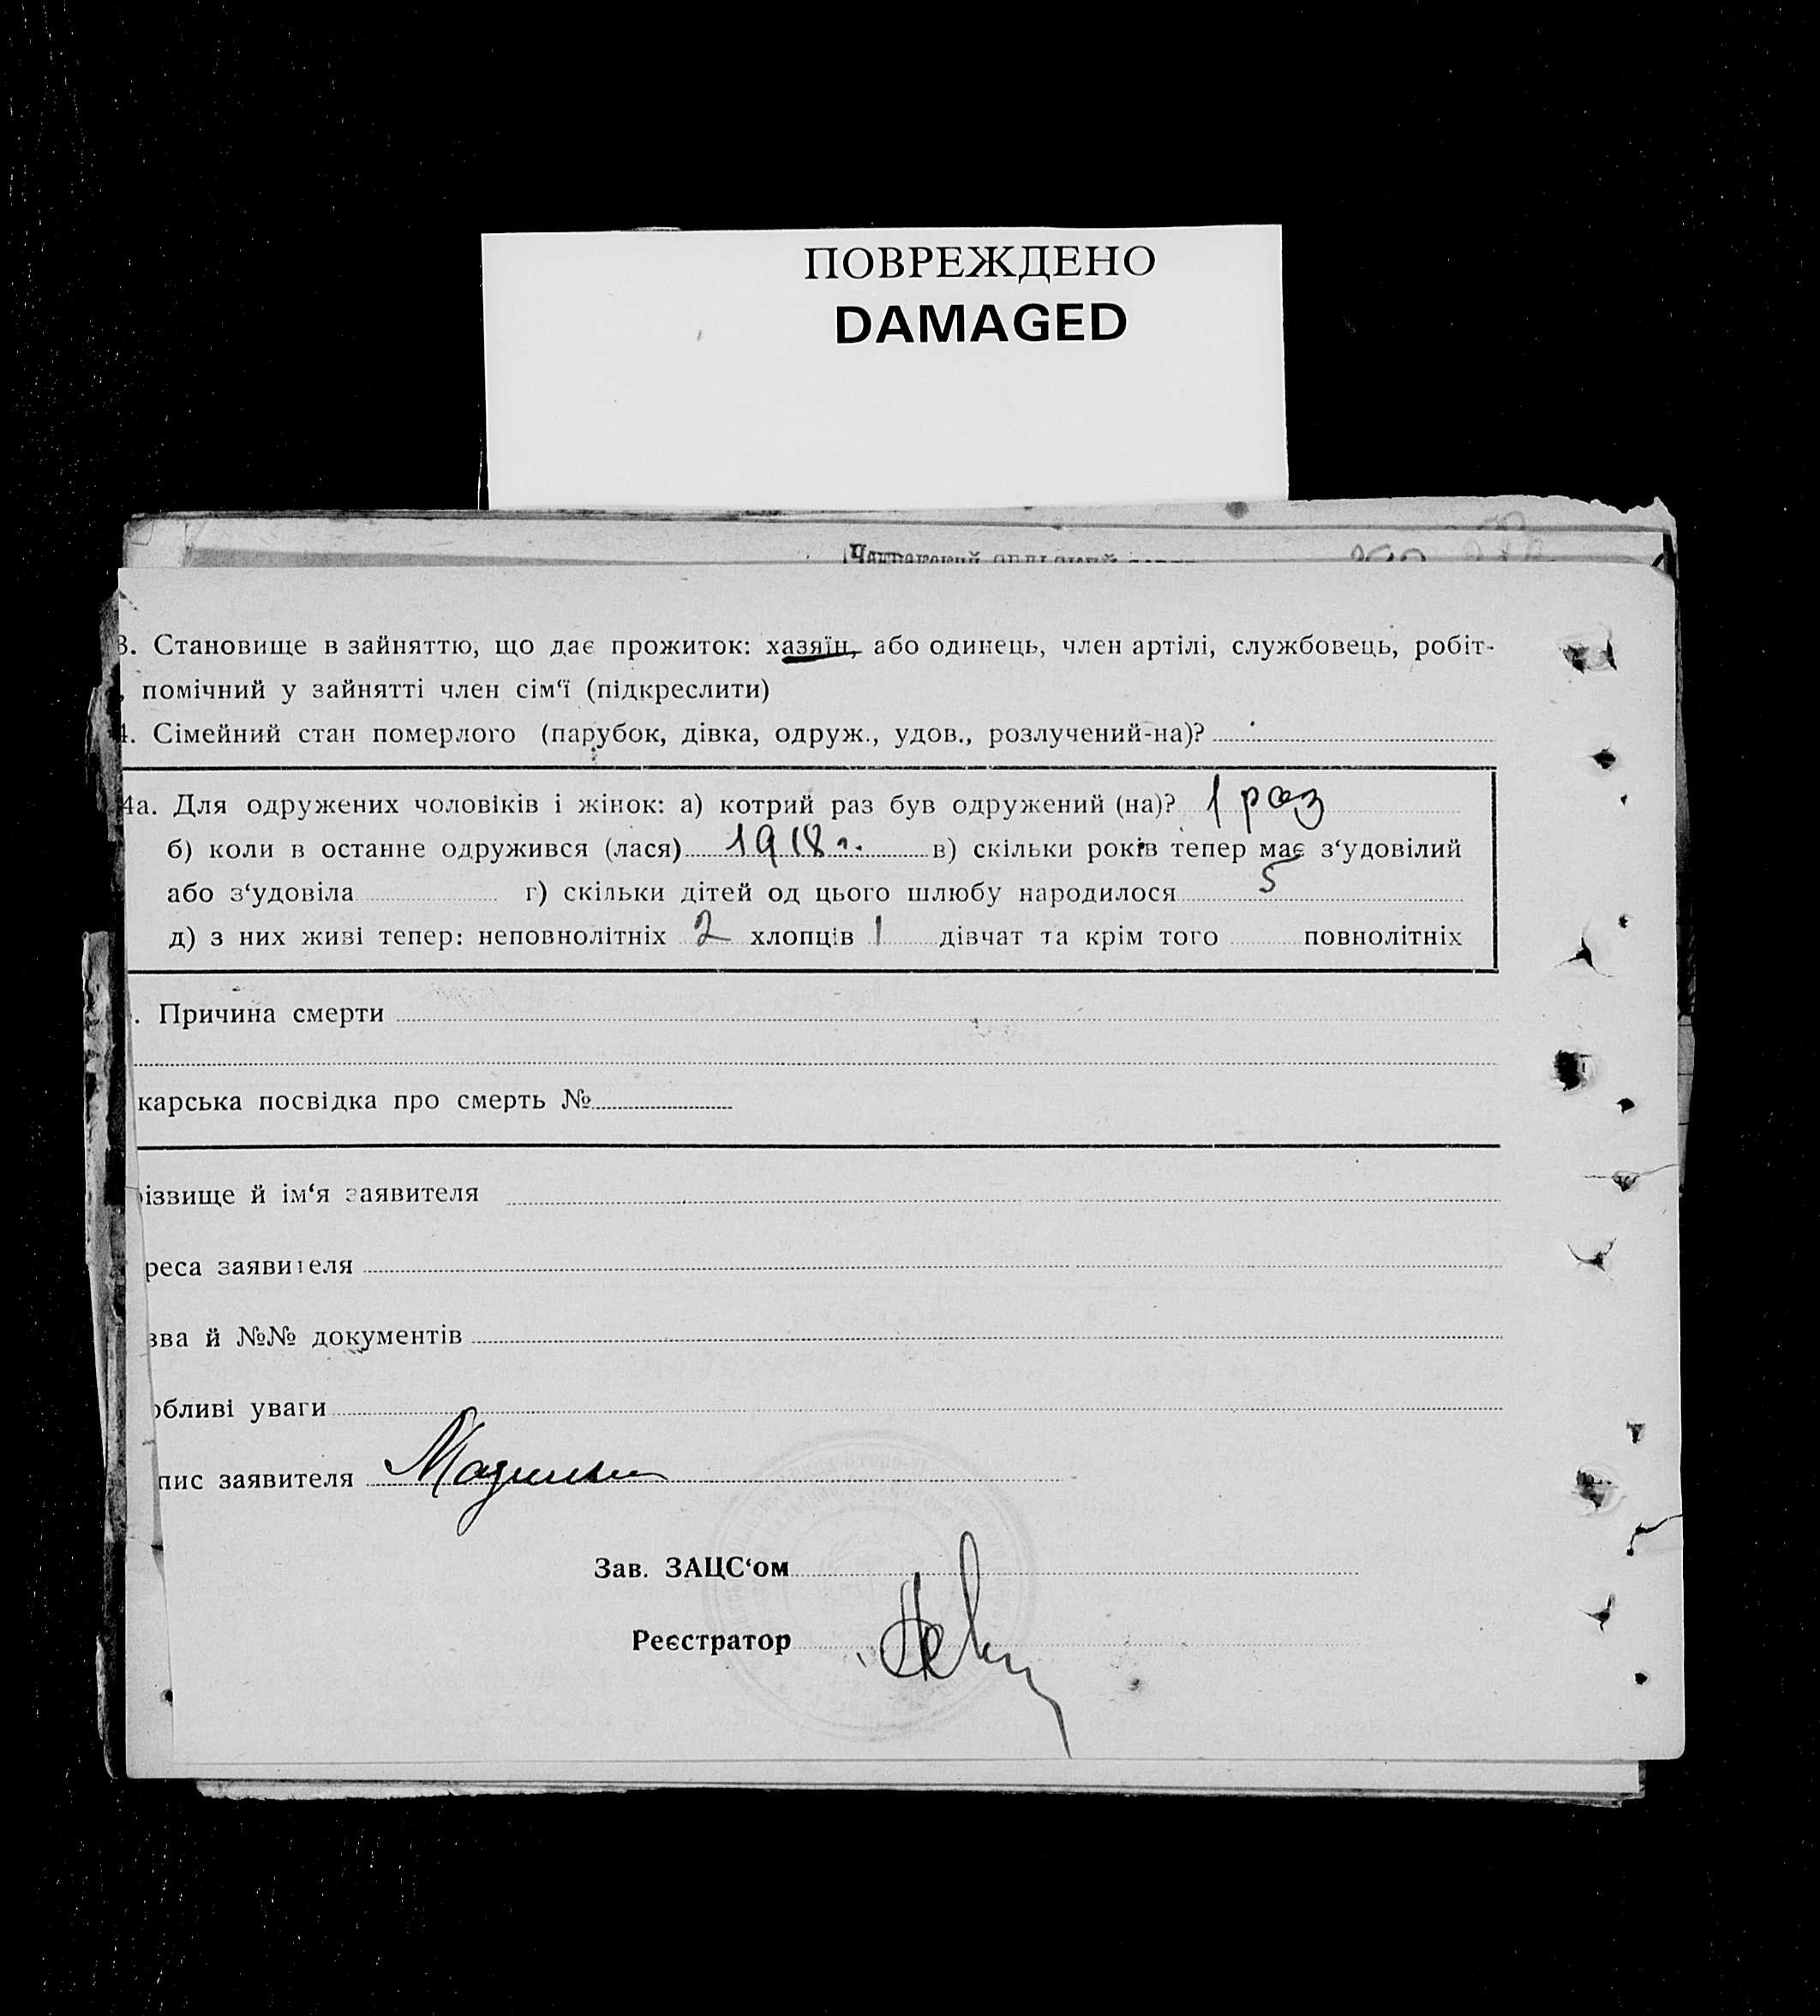 ПОВРЕЖДЕНО
DAMAGED
3. Становище в зайняттю, що дає прожиток: хазяїн, або одинець, член артілі, службовець, робіт-
, помічний у зайнятті член сім‘ї (підкреслити)
4. Сімейний стан померлого (парубок, дівка, одруж., удов., розлучений-на)?
4а. Для одружених чоловіків і жінок: а) котрий раз був одружений (на)? 1 раз
б) коли в останне одружився (лася) 1918 г. в) скільки років тепер має з‘удовілий
або з‘удовіла г) скільки дітей од цього шлюбу народилося 5
д) з них живі тепер: неповнолітніх 2 хлопців 1 дівчат та крім того повнолітніх
. Причина смерти
карська посвідка про смерть №
різвище й ім‘я заявителя
реса заявителя
зва й №№ документів
обливі уваги
пис заявителя
Зав. ЗАЦС‘ом
Реєстратор